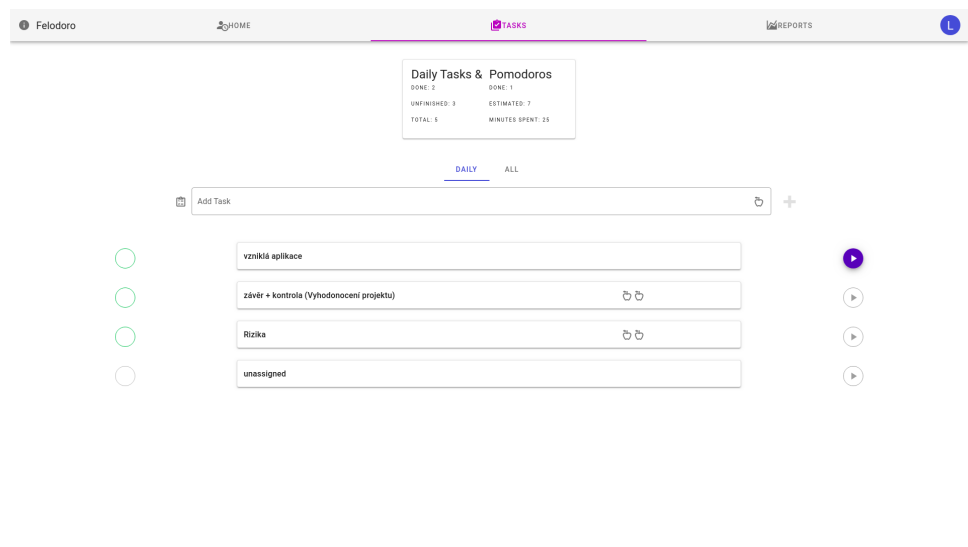 Felodoro
HOME
TASKS
REPORTS
L
Daily Tasks & Pomodoros
DONE: 2 DONE: 1
UNFINISHED: 3 ESTIMATED: 7
TOTAL: 5 MINUTES SPENT: 25
DAILY ALL
Add Task
vzniklá aplikace
závěr + kontrola (Vyhodonocení projektu)
Rizika
unassigned